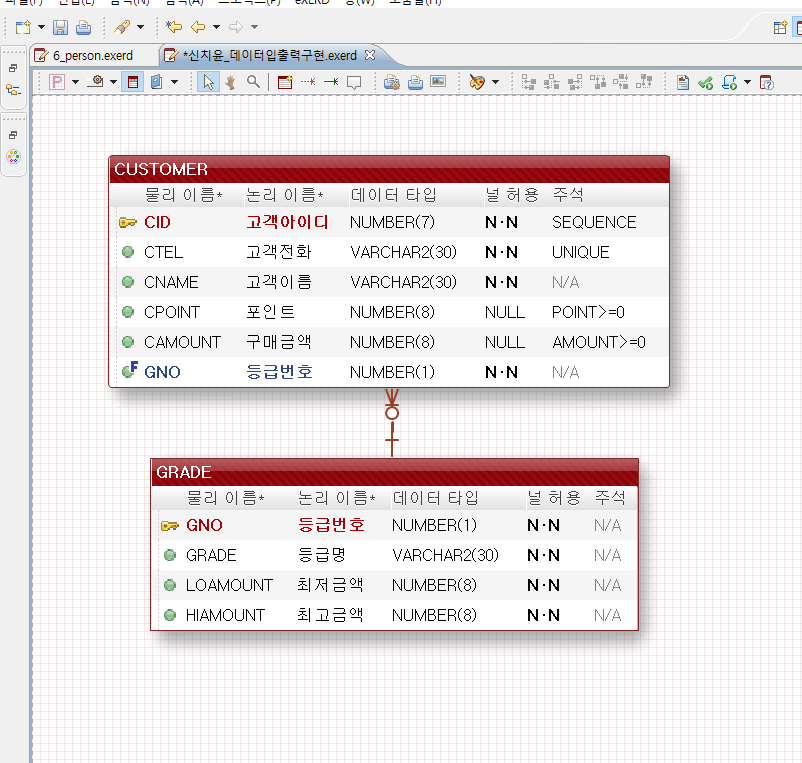 6_person.exerd
*신치윤_데이터입출력구현.exerd
P
CUSTOMER
물리 이름* 논리 이름* 데이터 타입 널 허용 주석
CID 고객아이디 NUMBER(7) N·N SEQUENCE
CTEL 고객전화 VARCHAR2(30) N·N UNIQUE
CNAME 고객이름 VARCHAR2(30) N·N N/A
CPOINT 포인트 NUMBER(8) NULL POINT>=0
CAMOUNT 구매금액 NUMBER(8) NULL AMOUNT>=0
F GNO 등급번호 NUMBER(1) N·N N/A
GRADE
물리 이름* 논리 이름* 데이터 타입 널 허용 주석
GNO 등급번호 NUMBER(1) N·N N/A
GRADE 등급명 VARCHAR2(30) N·N N/A
LOAMOUNT 최저금액 NUMBER(8) N·N N/A
HIAMOUNT 최고금액 NUMBER(8) N·N N/A